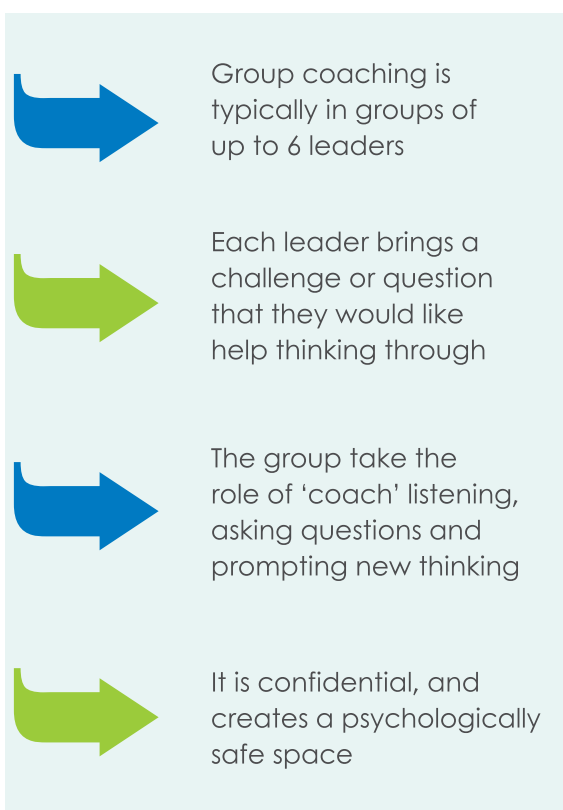 Group coaching is
typically in groups of
up to 6 leaders
Each leader brings a
challenge or question
that they would like
help thinking through
The group take the
role of ‘coach’ listening,
asking questions and
prompting new thinking
It is confidential, and
creates a psychologically
safe space